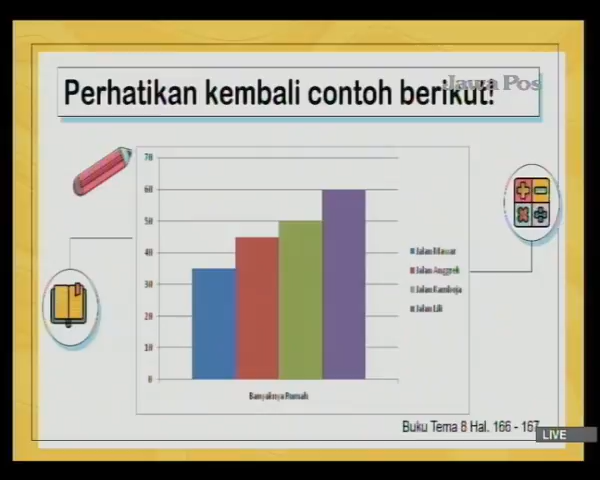 Jawa Pos
Perhatikan kembali contoh berikut!
70
60
50
40
30
20
10
0
Jalan Mawar
Jalan Anggrek
Jalan Kamboja
Jalan Lili
Banyaknya Rumah
Buku Tema 8 Hal. 166 - 167
LIVE